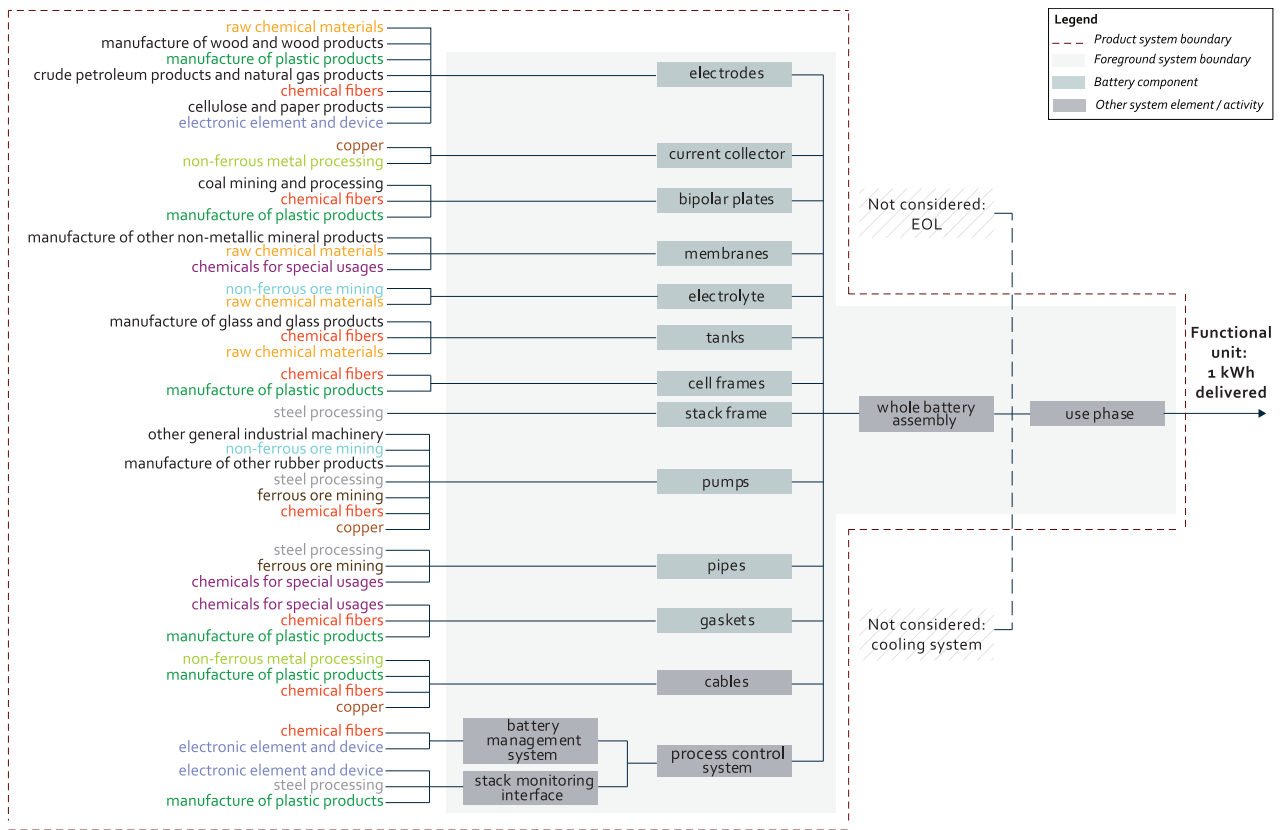 raw chemical materials
manufacture of wood and wood products
manufacture of plastic products
crude petroleum products and natural gas products
chemical fibers
cellulose and paper products
electronic element and device
electrodes
copper
non-ferrous metal processing
current collector
coal mining and processing
chemical fibers
manufacture of plastic products
bipolar plates
manufacture of other non-metallic mineral products
raw chemical materials
chemicals for special usages
membranes
non-ferrous ore mining
raw chemical materials
electrolyte
manufacture of glass and glass products
chemical fibers
raw chemical materials
tanks
chemical fibers
manufacture of plastic products
cell frames
steel processing
stack frame
other general industrial machinery
non-ferrous ore mining
manufacture of other rubber products
steel processing
ferrous ore mining
chemical fibers
copper
pumps
steel processing
ferrous ore mining
chemicals for special usages
pipes
chemicals for special usages
chemical fibers
manufacture of plastic products
gaskets
non-ferrous metal processing
manufacture of plastic products
chemical fibers
copper
cables
chemical fibers
electronic element and device
battery
management
system
electronic element and device
steel processing
manufacture of plastic products
stack monitoring
interface
process control
system
whole battery
assembly
use phase
Not considered:
EOL
Not considered:
cooling system
Functional
unit:
1 kWh
delivered
Legend
Product system boundary
Foreground system boundary
Battery component
Other system element / activity